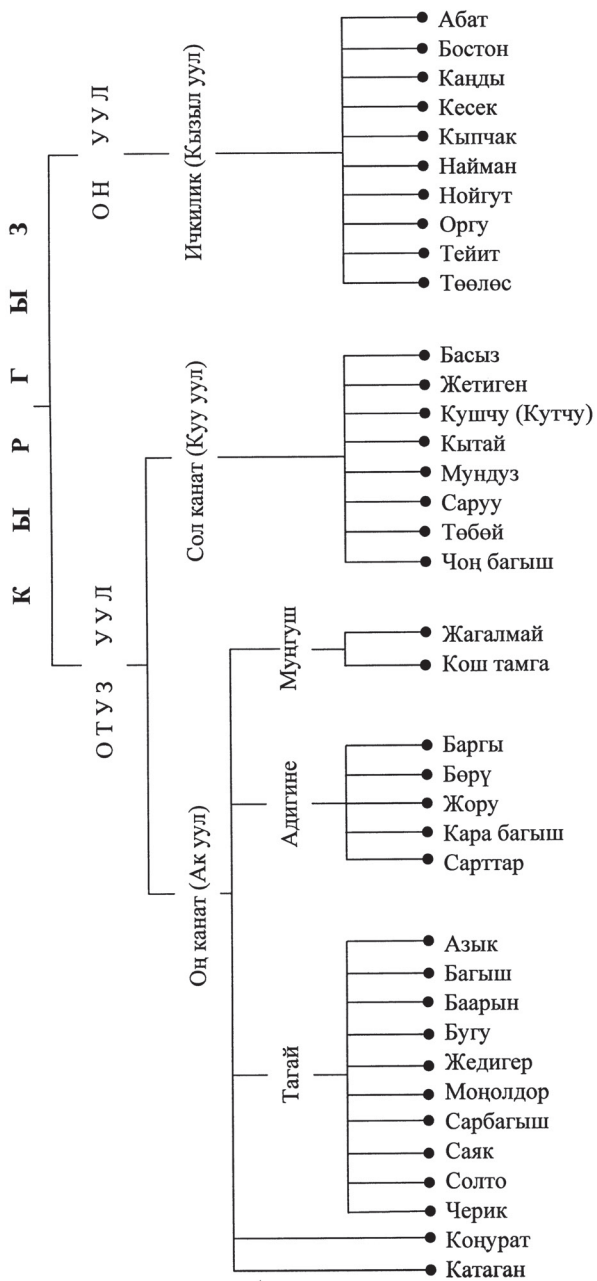 КЫРГЫЗ
ОН УУЛ
Ичкилик (Кызыл уул)
Абат
Бостон
Каңды
Кесек
Кыпчак
Найман
Нойгут
Оргу
Тейит
Төөлөс
ОТУЗ УУЛ
Сол канат (Куу уул)
Басыз
Жетиген
Кушчу (Кутчу)
Кытай
Мундуз
Саруу
Төбөй
Чоң багыш
Оң канат (Ак уул)
Муңгуш
Жагалмай
Кош тамга
Адигине
Баргы
Бөрү
Жору
Кара багыш
Сарттар
Тагай
Азык
Багыш
Баарын
Бугу
Жедигер
Моңолдор
Сарбагыш
Саяк
Солто
Черик
Коңурат
Катаган